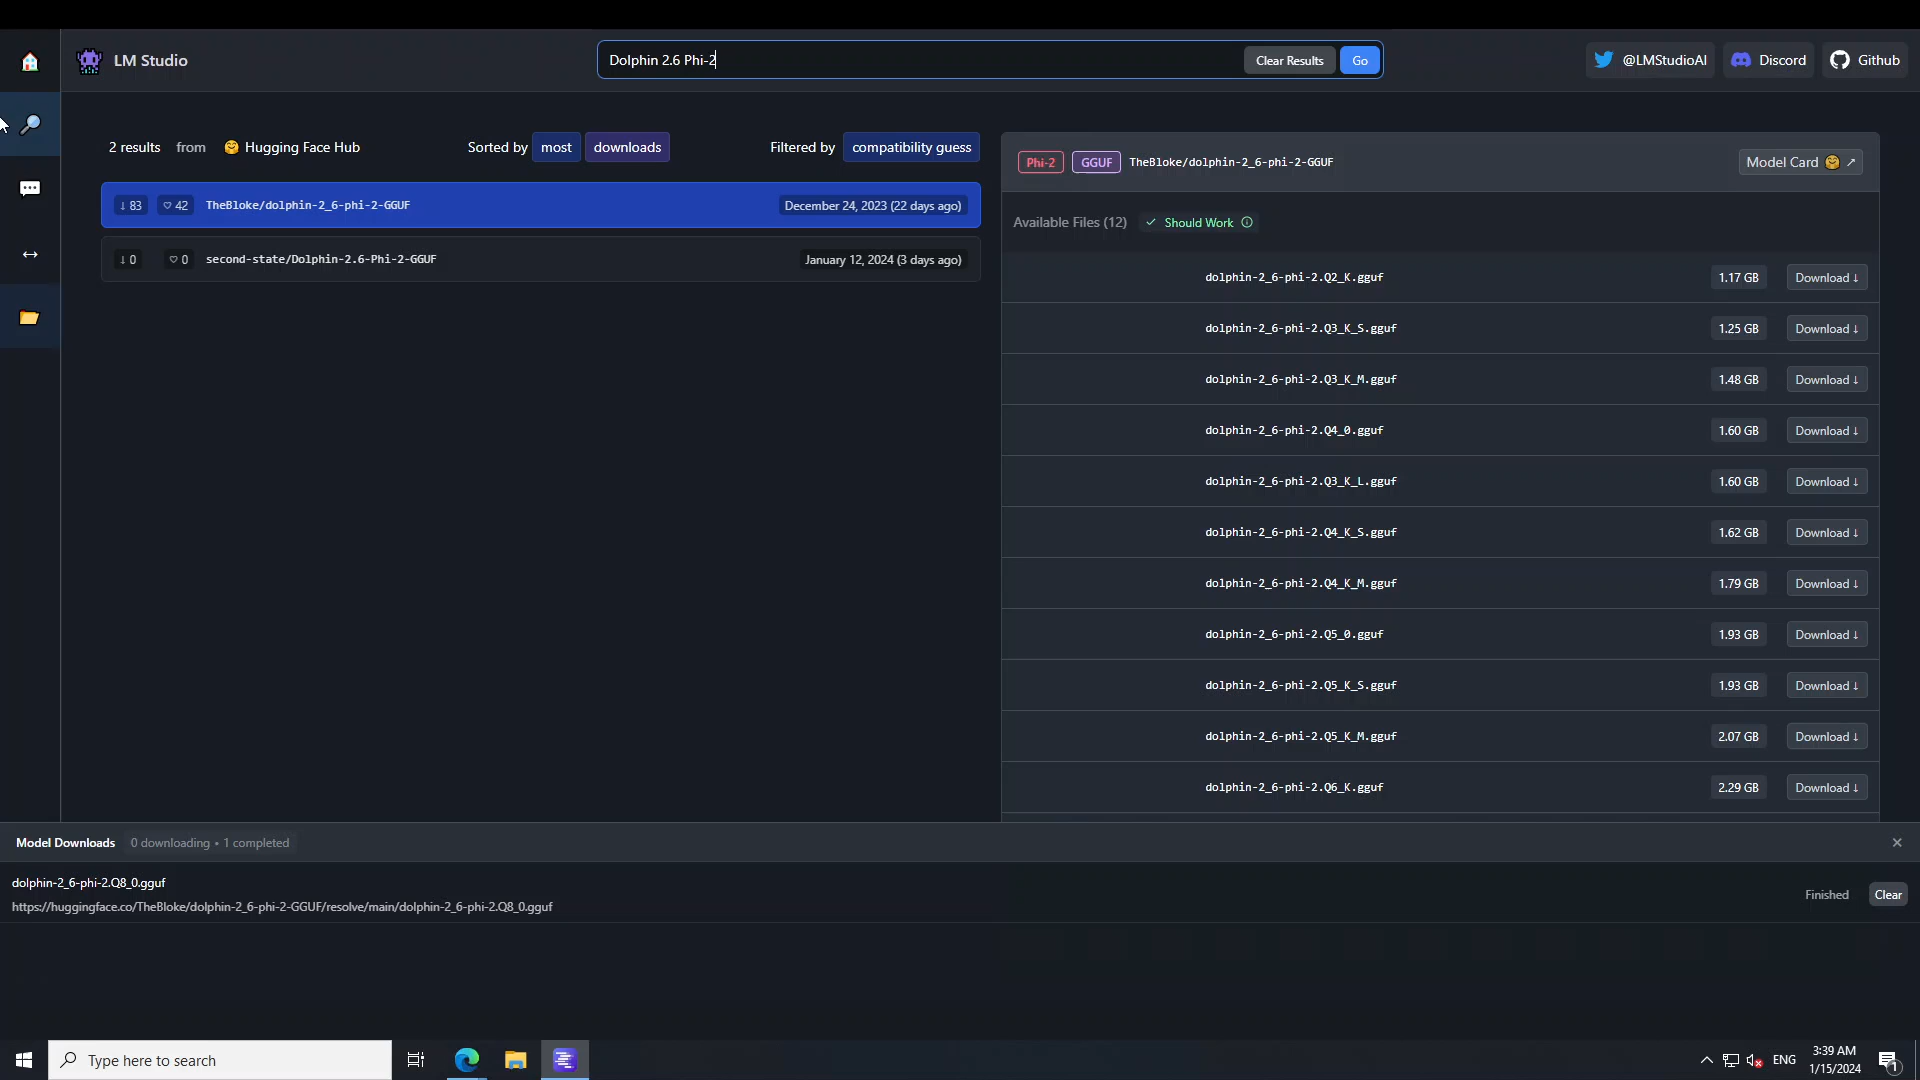 LM Studio
Dolphin 2.6 Phi-2
Clear Results
Go
@LMStudioAI
Discord
Github
2 results from 🤗 Hugging Face Hub
Sorted by most downloads
Filtered by compatibility guess
↓ 83 ♡ 42 TheBloke/dolphin-2_6-phi-2-GGUF December 24, 2023 (22 days ago)
↓ 0 ♡ 0 second-state/Dolphin-2.6-Phi-2-GGUF January 12, 2024 (3 days ago)
Phi-2 GGUF TheBloke/dolphin-2_6-phi-2-GGUF Model Card 🤗 ↗
Available Files (12) ✓ Should Work ⓘ
dolphin-2_6-phi-2.Q2_K.gguf 1.17 GB Download ↓
dolphin-2_6-phi-2.Q3_K_S.gguf 1.25 GB Download ↓
dolphin-2_6-phi-2.Q3_K_M.gguf 1.48 GB Download ↓
dolphin-2_6-phi-2.Q4_0.gguf 1.60 GB Download ↓
dolphin-2_6-phi-2.Q3_K_L.gguf 1.60 GB Download ↓
dolphin-2_6-phi-2.Q4_K_S.gguf 1.62 GB Download ↓
dolphin-2_6-phi-2.Q4_K_M.gguf 1.79 GB Download ↓
dolphin-2_6-phi-2.Q5_0.gguf 1.93 GB Download ↓
dolphin-2_6-phi-2.Q5_K_S.gguf 1.93 GB Download ↓
dolphin-2_6-phi-2.Q5_K_M.gguf 2.07 GB Download ↓
dolphin-2_6-phi-2.Q6_K.gguf 2.29 GB Download ↓
Model Downloads 0 downloading • 1 completed
dolphin-2_6-phi-2.Q8_0.gguf
https://huggingface.co/TheBloke/dolphin-2_6-phi-2-GGUF/resolve/main/dolphin-2_6-phi-2.Q8_0.gguf
Finished Clear
Type here to search
ENG
3:39 AM
1/15/2024
1